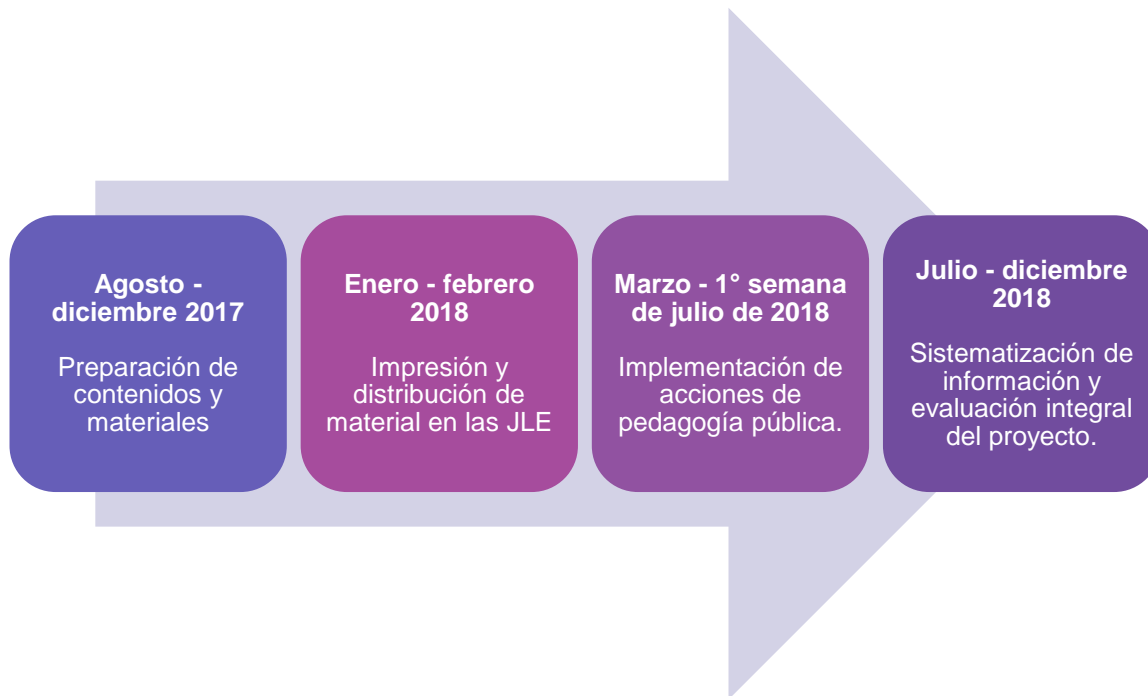 Agosto -
diciembre 2017
Preparación de
contenidos y
materiales
Enero - febrero
2018
Impresión y
distribución de
material en las JLE
Marzo - 1° semana
de julio de 2018
Implementación de
acciones de
pedagogía pública.
Julio - diciembre
2018
Sistematización de
información y
evaluación integral
del proyecto.